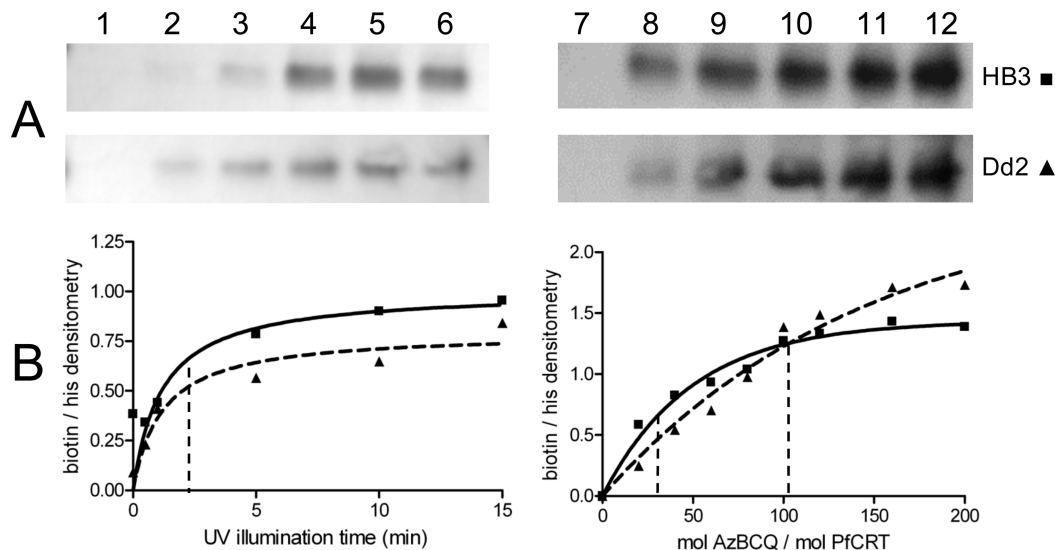 1 2 3 4 5 6 7 8 9 10 11 12
A
HB3 ■
Dd2 ▲
B
biotin / his densitometry
1.25
1.00
0.75
0.50
0.25
0.00
0 5 10 15
UV illumination time (min)
biotin / his densitometry
2.0
1.5
1.0
0.5
0.0
0 50 100 150 200
mol AzBCQ / mol PfCRT